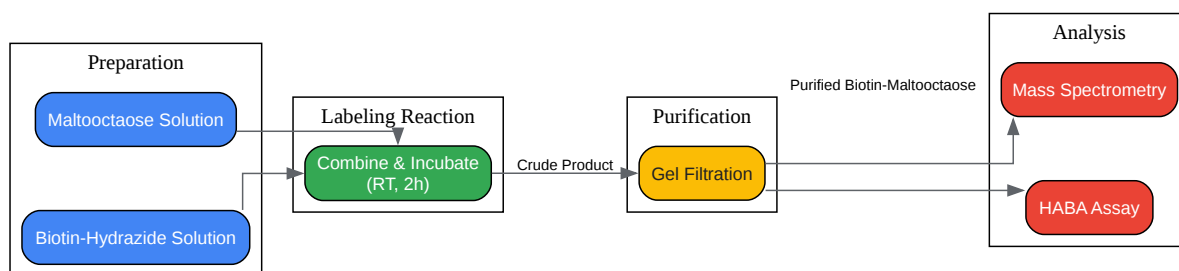 Preparation
Maltooctaose Solution
Biotin-Hydrazide Solution
Labeling Reaction
Combine & Incubate
(RT, 2h)
Crude Product
Purification
Gel Filtration
Purified Biotin-Maltooctaose
Analysis
Mass Spectrometry
HABA Assay